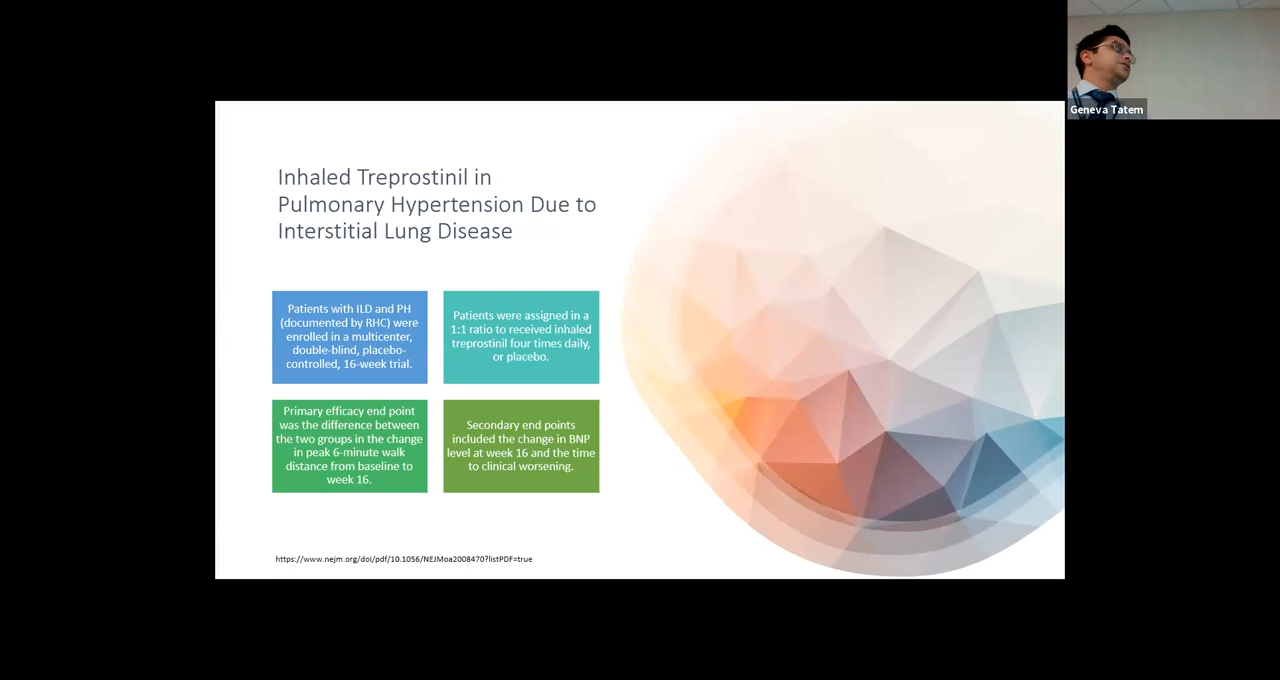 Geneva Tatem
Inhaled Treprostinil in
Pulmonary Hypertension Due to
Interstitial Lung Disease
Patients with ILD and PH
(documented by RHC) were
enrolled in a multicenter,
double-blind, placebo-
controlled, 16-week trial.
Patients were assigned in a
1:1 ratio to received inhaled
treprostinil four times daily,
or placebo.
Primary efficacy end point
was the difference between
the two groups in the change
in peak 6-minute walk
distance from baseline to
week 16.
Secondary end points
included the change in BNP
level at week 16 and the time
to clinical worsening.
https://www.nejm.org/doi/pdf/10.1056/NEJMoa2008470?listPDF=true